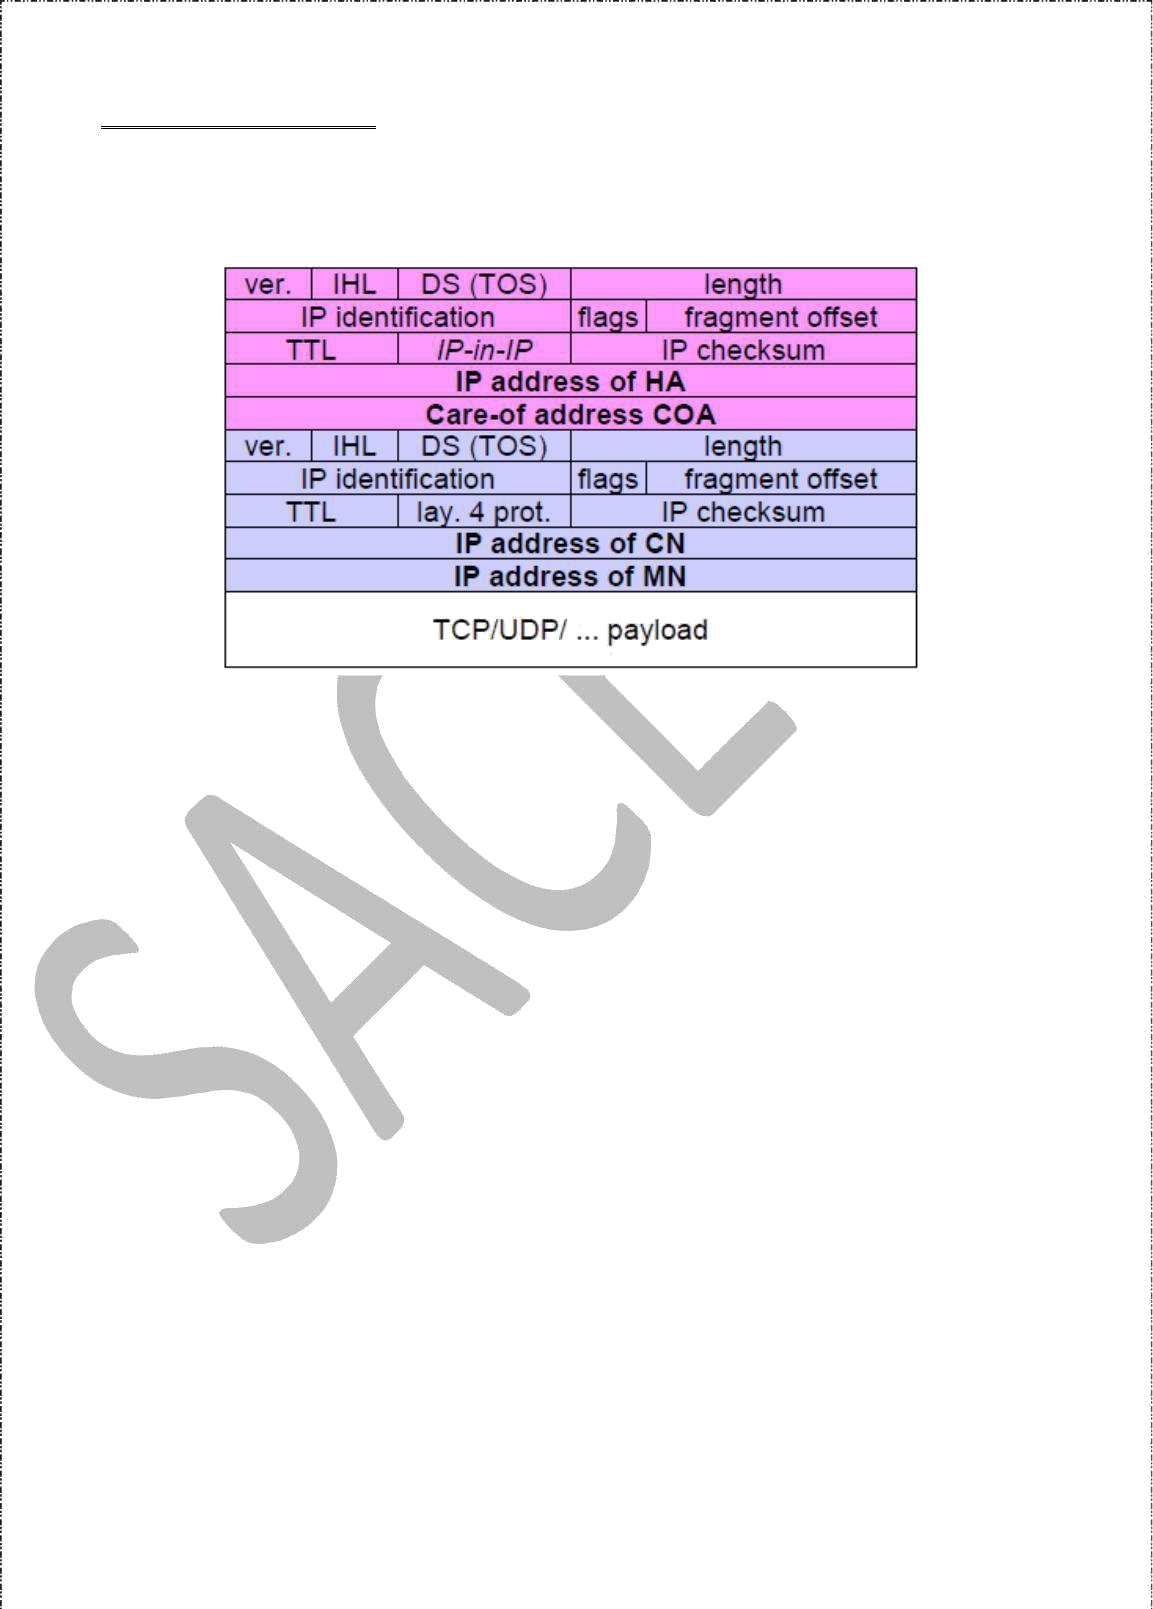 ver. IHL DS (TOS) length
IP identification flags fragment offset
TTL IP-in-IP IP checksum
IP address of HA
Care-of address COA
ver. IHL DS (TOS) length
IP identification flags fragment offset
TTL lay. 4 prot. IP checksum
IP address of CN
IP address of MN
TCP/UDP/ ... payload